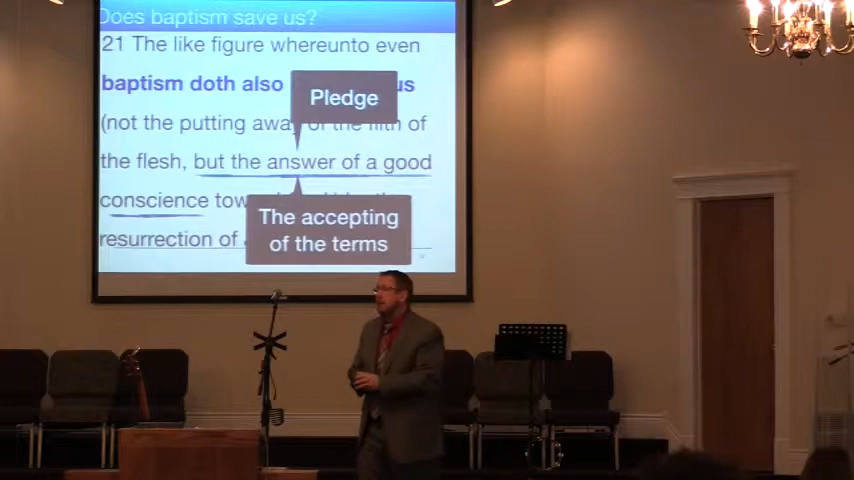 Does baptism save us?
21 The like figure whereunto even
baptism doth also us
Pledge
(not the putting away of the filth of
the flesh, but the answer of a good
conscience
The accepting
of the terms
resurrection of